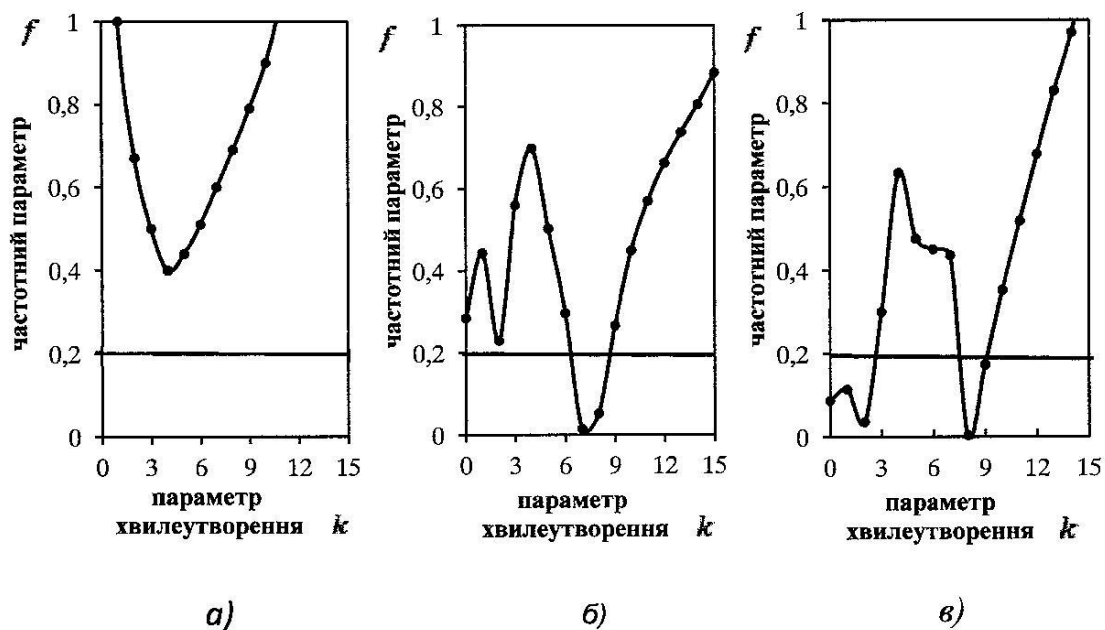 f
1
0,8
0,6
0,4
0,2
0
частотний параметр
0 3 6 9 12 15
параметр
хвилеутворення k
а)
f
1
0,8
0,6
0,4
0,2
0
частотний параметр
0 3 6 9 12 15
параметр
хвилеутворення k
б)
f
1
0,8
0,6
0,4
0,2
0
частотний параметр
0 3 6 9 12 15
параметр
хвилеутворення k
в)